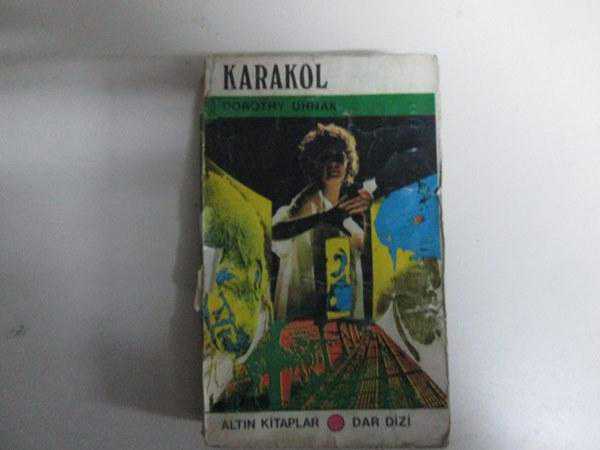 KARAKOL
DOROTHY UHNAK
ALTIN KİTAPLAR DAR DİZİ